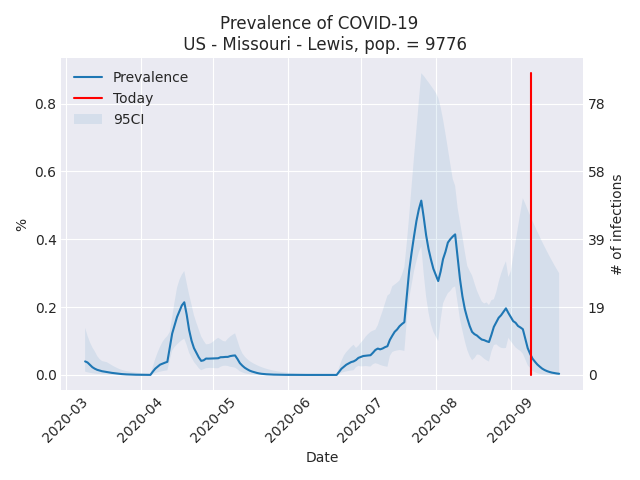 Prevalence of COVID-19
US - Missouri - Lewis, pop. = 9776
Prevalence
Today
95CI
%
0.8
0.6
0.4
0.2
0.0
78
58
39
19
0
# of infections
2020-03
2020-04
2020-05
2020-06
2020-07
2020-08
2020-09
Date